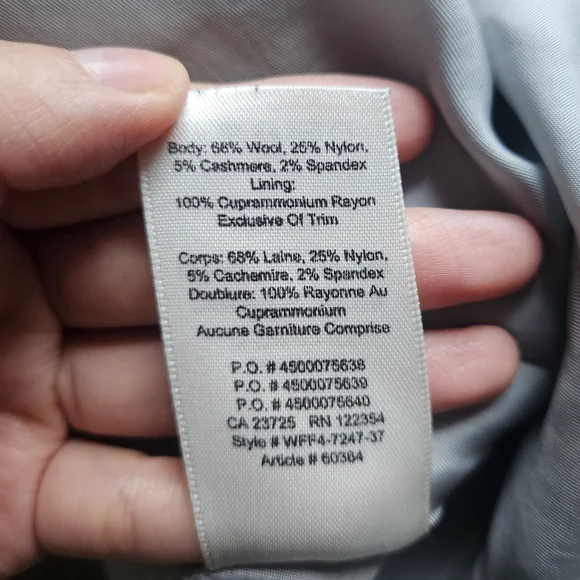 Body: 68% Wool, 25% Nylon,
5% Cashmere, 2% Spandex
Lining:
100% Cuprammonium Rayon
Exclusive Of Trim
Corps: 68% Laine, 25% Nylon,
5% Cachemire, 2% Spandex
Doublure: 100% Rayonne Au
Cuprammonium
Aucune Garniture Comprise
P.O. # 4500075638
P.O. # 4500075639
P.O. # 4500075640
CA 23725 RN 122354
Style # WFF4-7247-37
Article # 60364